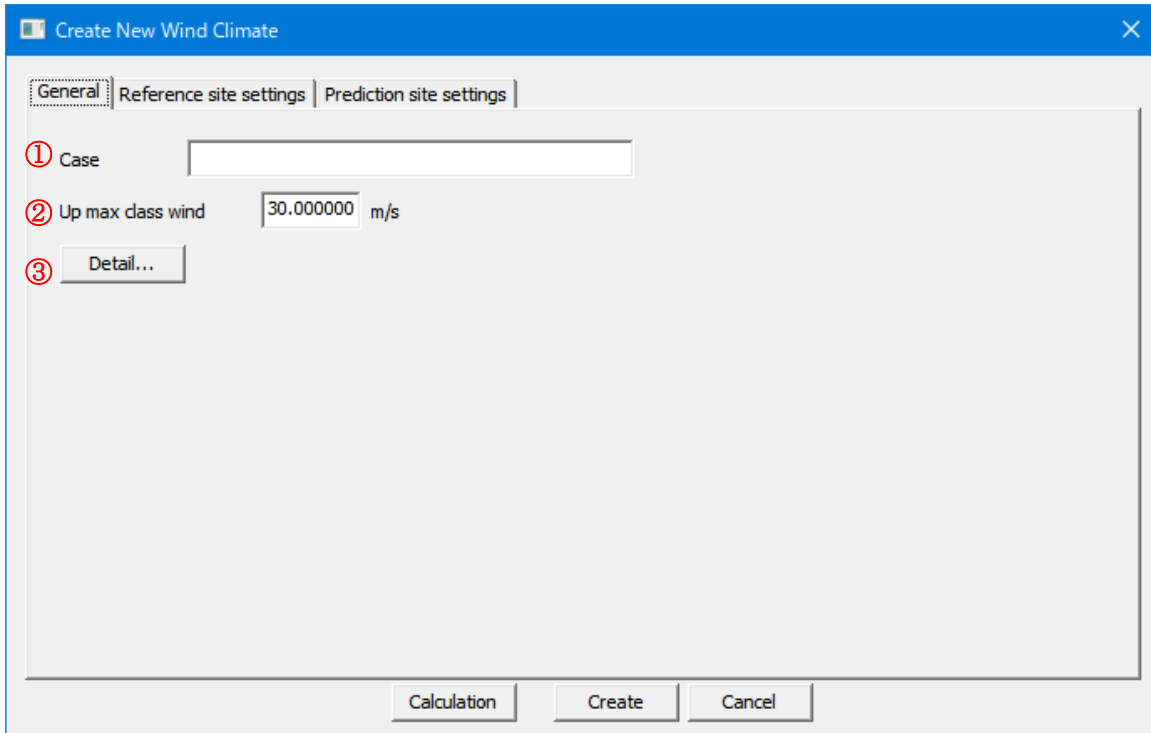 Create New Wind Climate
General Reference site settings Prediction site settings
① Case
② Up max class wind 30.000000 m/s
③ Detail...
Calculation Create Cancel